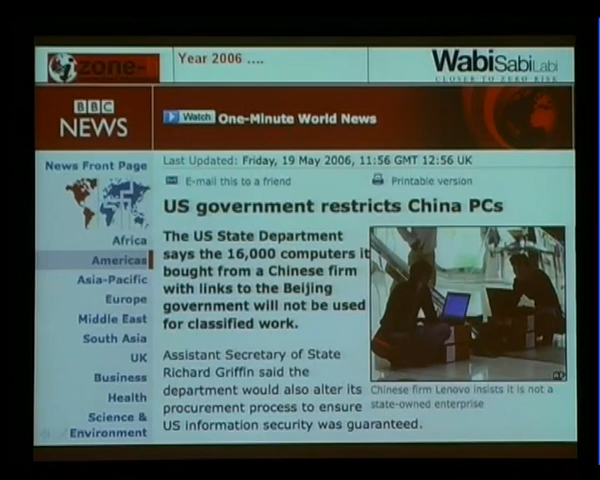 zone-
Year 2006 ....
WabiSabiLabi
CLOSER TO ZERO RISK
BBC
NEWS
Watch One-Minute World News
News Front Page
Africa
Americas
Asia-Pacific
Europe
Middle East
South Asia
UK
Business
Health
Science &
Environment
Last Updated: Friday, 19 May 2006, 11:56 GMT 12:56 UK
E-mail this to a friend
Printable version
US government restricts China PCs
The US State Department
says the 16,000 computers it
bought from a Chinese firm
with links to the Beijing
government will not be used
for classified work.
Assistant Secretary of State
Richard Griffin said the
department would also alter its
procurement process to ensure
US information security was guaranteed.
AP
Chinese firm Lenovo insists it is not a
state-owned enterprise